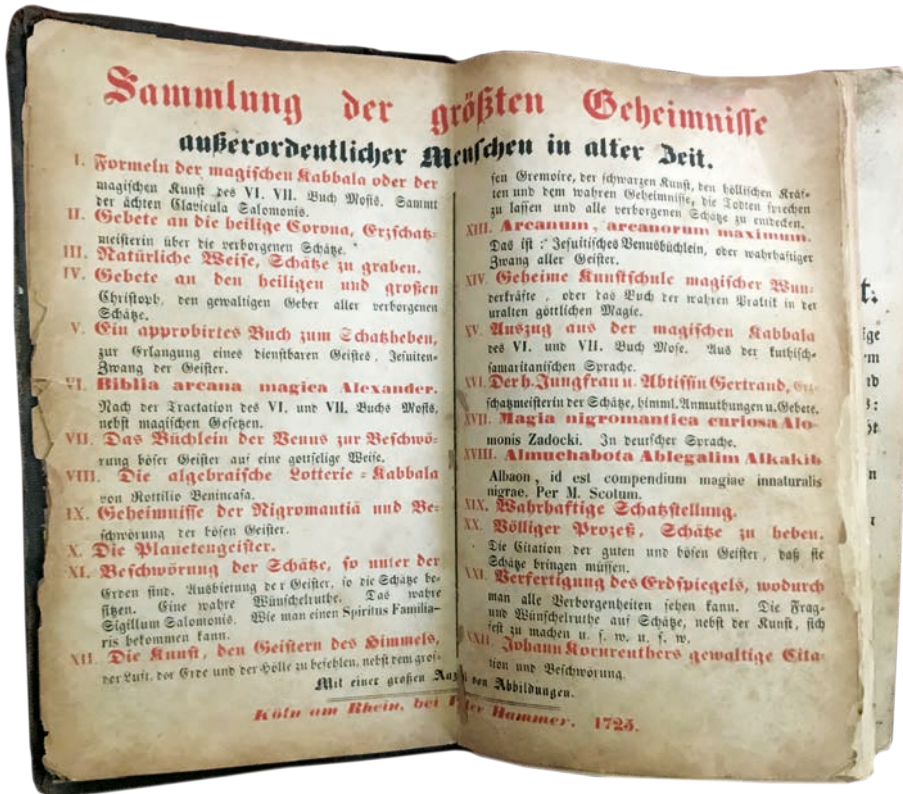 Sammlung der größten Geheimnisse
außerordentlicher Menschen in alter Zeit.
I. Formeln der magischen Kabbala oder der
magischen Kunst des VI. VII. Buch Mosis. Sammt
der ächten Clavicula Salomonis.
II. Gebete an die heilige Corona, Erzschatz-
meisterin über die verborgenen Schätze.
III. Natürliche Weise, Schätze zu graben.
IV. Gebete an den heiligen und großen
Christoph, den gewaltigen Geber aller verborgenen
Schätze.
V. Ein approbirtes Buch zum Schatzheben,
zur Erlangung eines dienstbaren Geistes, Jesuiten-
Zwang der Geister.
VI. Biblia arcana magica Alexander.
Nach der Tractation des VI. und VII. Buchs Mosis,
nebst magischen Gesetzen.
VII. Das Büchlein der Venus zur Beschwö-
rung böser Geister auf eine gottselige Weise.
VIII. Die algebraische Lotterie-Kabbala
von Rottilio Benincasa.
IX. Geheimnisse der Nigromantiä und Be-
schwörung der bösen Geister.
X. Die Planetengeister.
XI. Beschwörung der Schätze, so unter der
Erden sind. Ausbietung der Geister, so die Schätze be-
sitzen. Eine wahre Wünschelruthe. Das wahre
Sigillum Salomonis. Wie man einen Spiritus Familia-
ris bekommen kann.
XII. Die Kunst, den Geistern des Himmels,
der Luft, der Erde und der Hölle zu befehlen, nebst dem gros-
sen Gremoire, der schwarzen Kunst, den höllischen Kräf-
ten und dem wahren Geheimnisse, die Todten sprechen
zu lassen und alle verborgenen Schätze zu entdecken.
XIII. Arcanum, arcanorum maximum.
Das ist: Jesuitisches Venusbüchlein, oder wahrhaftiger
Zwang aller Geister.
XIV. Geheime Kunstschule magischer Wun-
derkräfte, oder das Buch der wahren Praktik in der
uralten göttlichen Magie.
XV. Auszug aus der magischen Kabbala
des VI. und VII. Buch Mose. Aus der kuthisch-
samaritanischen Sprache.
XVI. Der h. Jungfrau u. Abtissin Gertrand, Erz-
schatzmeisterin der Schätze, himml. Anmuthungen u. Gebete.
XVII. Magia nigromantica curiosa Alo-
monis Zadocki. In deutscher Sprache.
XVIII. Almuchabota Ablegalim Alkakib
Albaon, id est compendium magiae innaturalis
nigrae. Per M. Scotum.
XIX. Wahrhaftige Schatzstellung.
XX. Völliger Prozeß, Schätze zu heben.
Die Citation der guten und bösen Geister, daß sie
Schätze bringen müssen.
XXI. Verfertigung des Erdspiegels, wodurch
man alle Verborgenheiten sehen kann. Die Frag-
und Wünschelruthe auf Schätze, nebst der Kunst, sich
fest zu machen u. s. w. u. s. w.
XXII. Johann Kornreuthers gewaltige Cita-
tion und Beschwörung.
Mit einer großen von Abbildungen.
Köln am Rhein, bei Hammer. 1725.